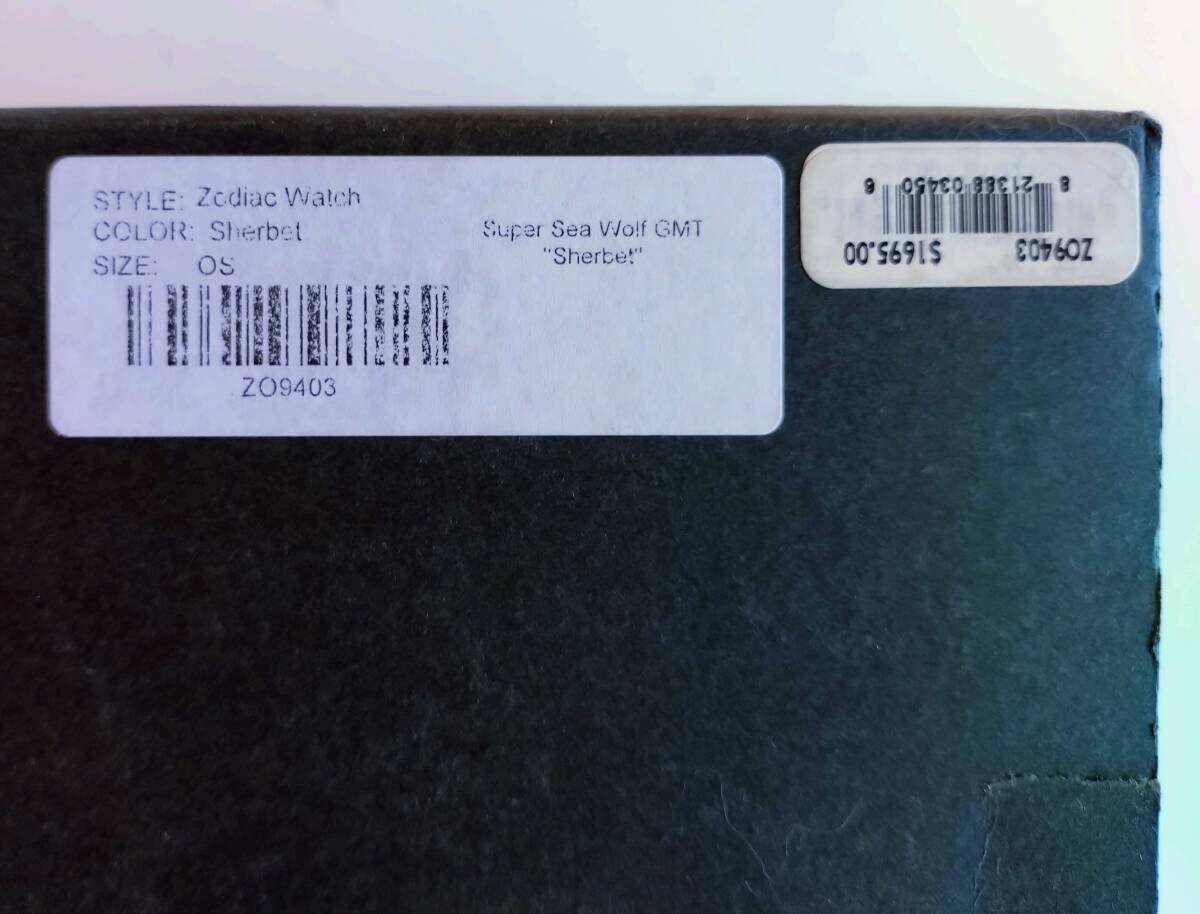 STYLE: Zodiac Watch
COLOR: Sherbet
SIZE: OS
ZO9403
Super Sea Wolf GMT
"Sherbet"
ZO9403 $1695.00
8 21388 03450 6